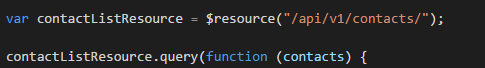 var contactListResource = $resource("/api/v1/contacts/");
contactListResource.query(function (contacts) {